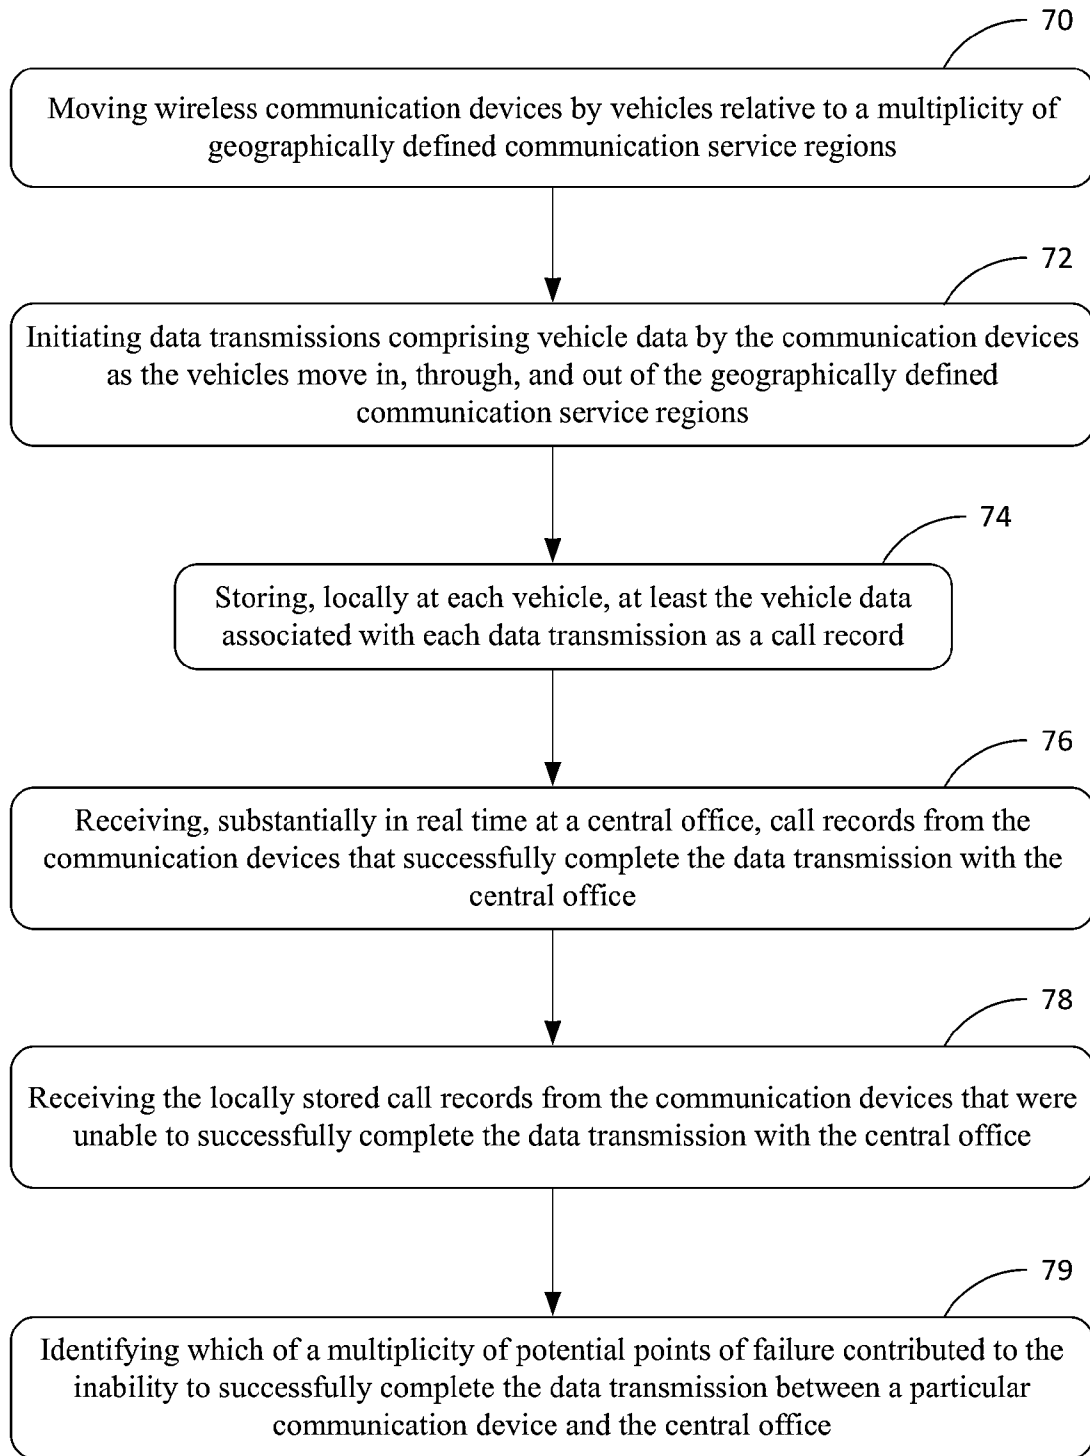 70
Moving wireless communication devices by vehicles relative to a multiplicity of
geographically defined communication service regions
72
Initiating data transmissions comprising vehicle data by the communication devices
as the vehicles move in, through, and out of the geographically defined
communication service regions
74
Storing, locally at each vehicle, at least the vehicle data
associated with each data transmission as a call record
76
Receiving, substantially in real time at a central office, call records from the
communication devices that successfully complete the data transmission with the
central office
78
Receiving the locally stored call records from the communication devices that were
unable to successfully complete the data transmission with the central office
79
Identifying which of a multiplicity of potential points of failure contributed to the
inability to successfully complete the data transmission between a particular
communication device and the central office